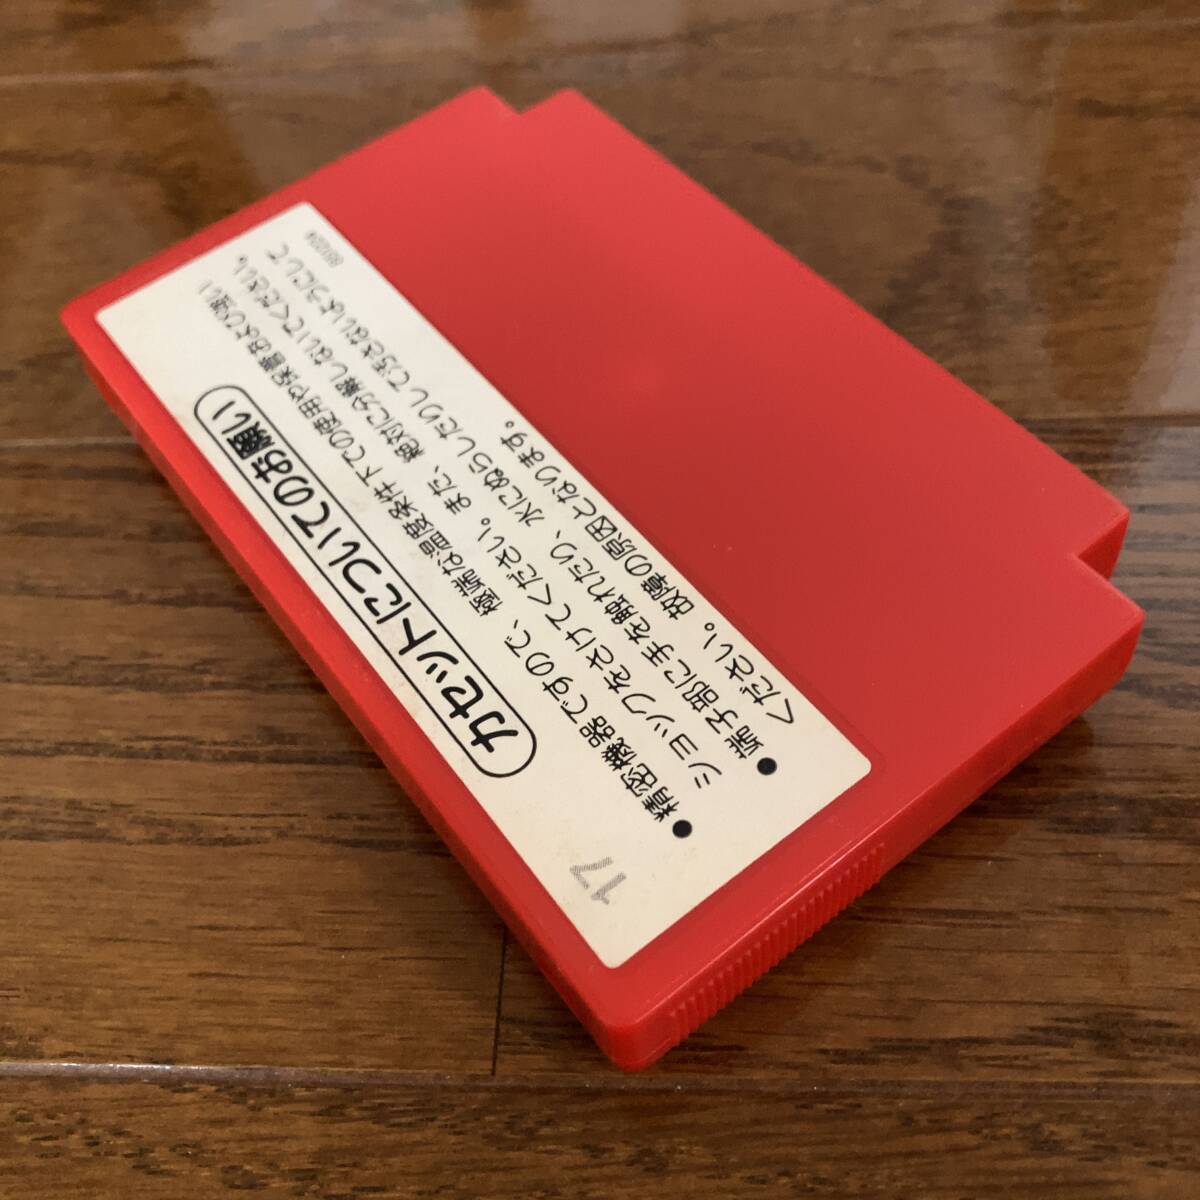 カセットについてのお願い
●精密機器ですので、極端な温度条件下での使用や保管および強い
ショックをさけてください。また、絶対に分解しないでください。
●端子部に手を触れたり、水にぬらしたりして汚さないようにして
ください。故障の原因となります。
17